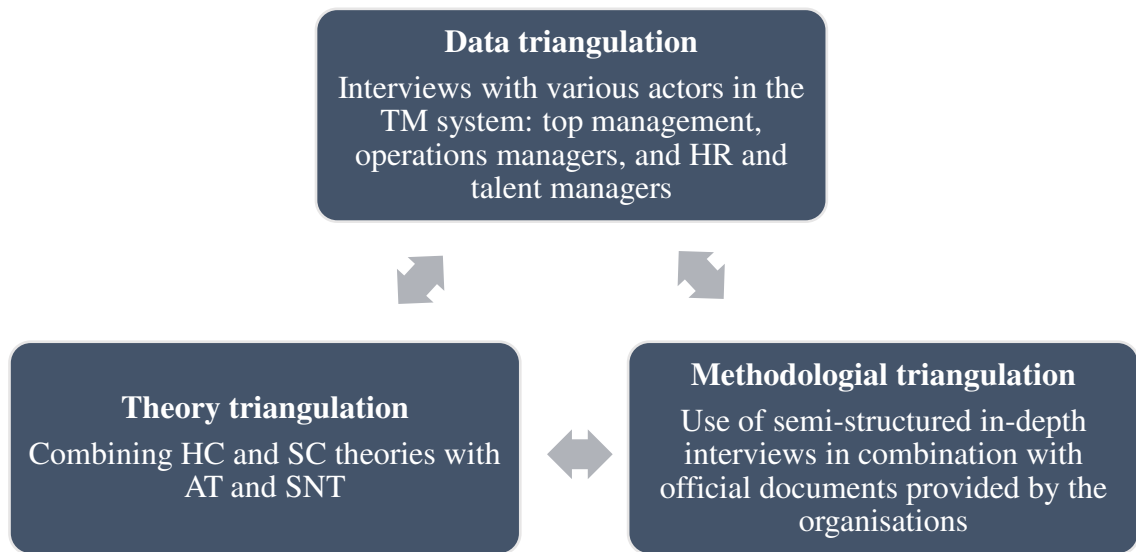 Data triangulation
Interviews with various actors in the
TM system: top management,
operations managers, and HR and
talent managers
Theory triangulation
Combining HC and SC theories with
AT and SNT
Methodologial triangulation
Use of semi-structured in-depth
interviews in combination with
official documents provided by the
organisations